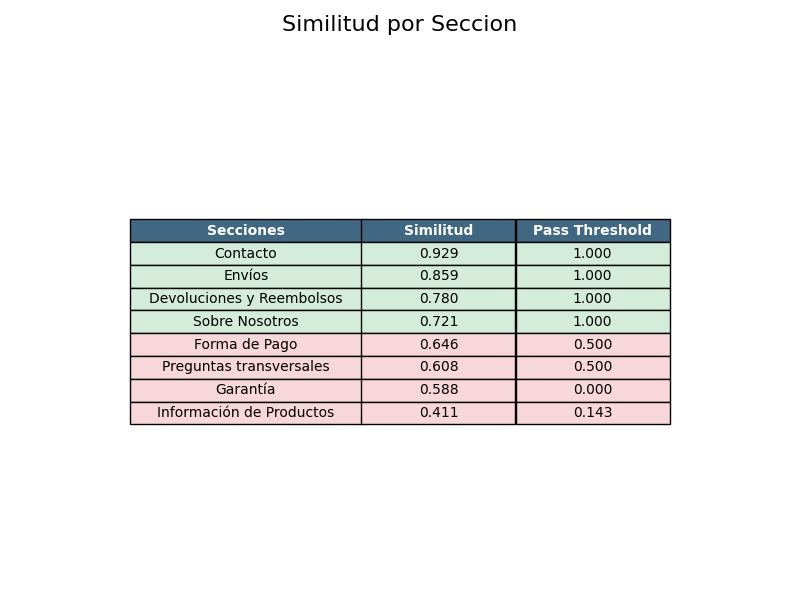 Similitud por Seccion
Secciones Similitud Pass Threshold
Contacto 0.929 1.000
Envíos 0.859 1.000
Devoluciones y Reembolsos 0.780 1.000
Sobre Nosotros 0.721 1.000
Forma de Pago 0.646 0.500
Preguntas transversales 0.608 0.500
Garantía 0.588 0.000
Información de Productos 0.411 0.143